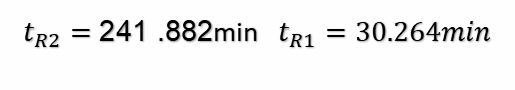 t_R2 = 241 .882min t_R1 = 30.264min